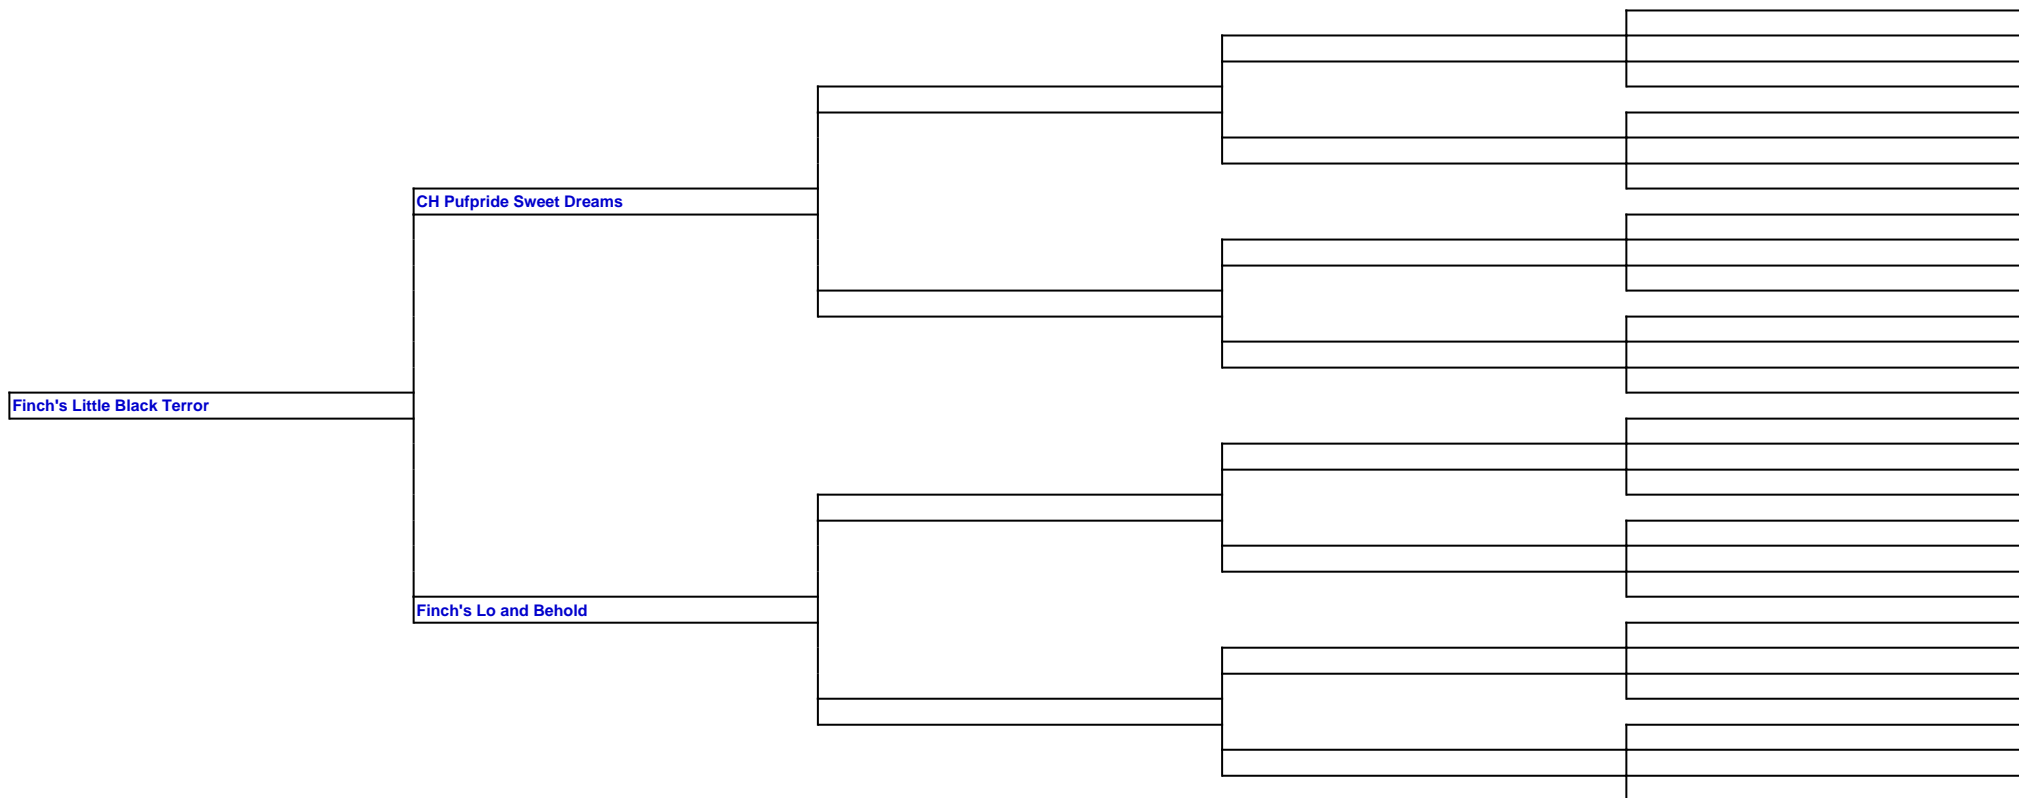 CH Pufpride Sweet Dreams
Finch's Little Black Terror
Finch's Lo and Behold